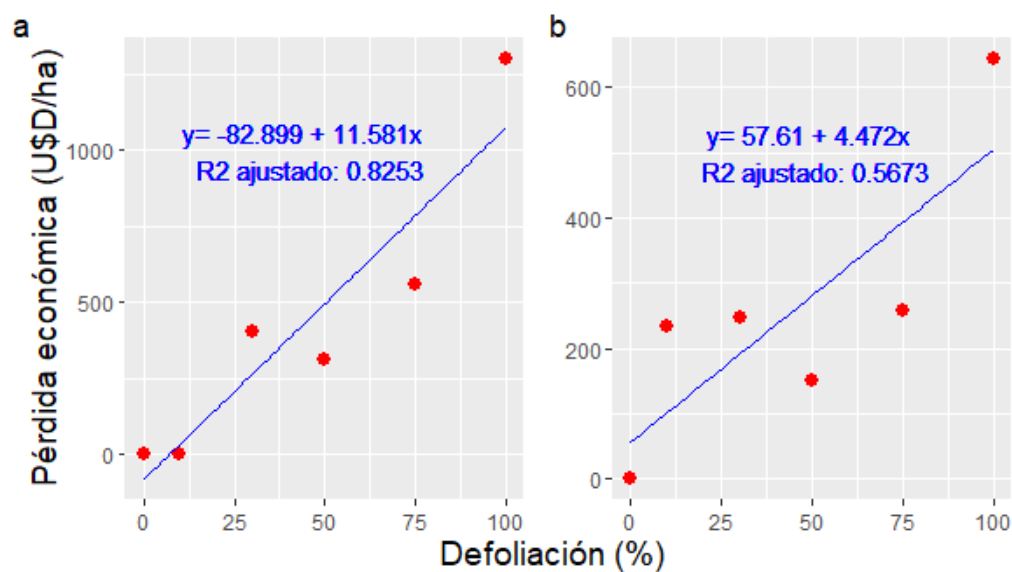 a
Pérdida económica (U$D/ha)
1000
500
0
y= -82.899 + 11.581x
R2 ajustado: 0.8253
0
25
50
75
100
b
600
400
200
0
y= 57.61 + 4.472x
R2 ajustado: 0.5673
0
25
50
75
100
Defoliación (%)